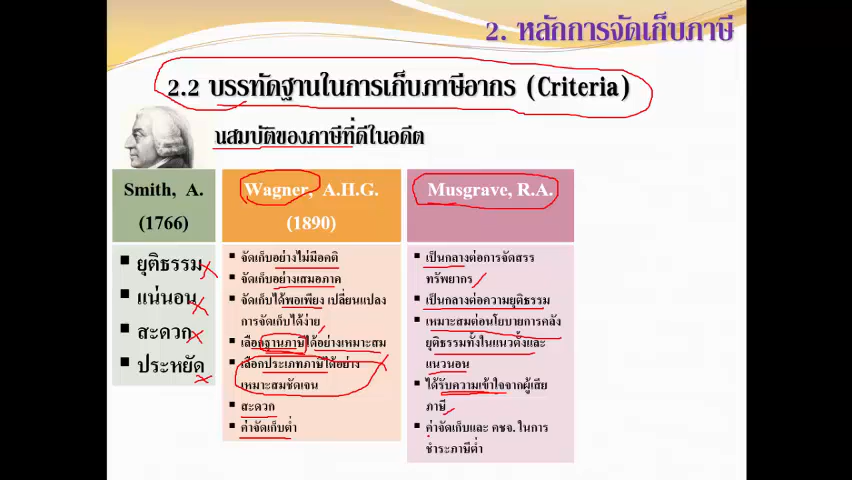 2. หลักการจัดเก็บภาษี
2.2 บรรทัดฐานในการเก็บภาษีอากร (Criteria)
ณสมบัติของภาษีที่ดีในอดีต
Smith, A.
(1766)
▪ ยุติธรรม
▪ แน่นอน
▪ สะดวก
▪ ประหยัด
Wagner, A.H.G.
(1890)
▪ จัดเก็บอย่างไม่มีอคติ
▪ จัดเก็บอย่างเสมอภาค
▪ จัดเก็บได้พอเพียง เปลี่ยนแปลง
การจัดเก็บได้ง่าย
▪ เลือกฐานภาษีได้อย่างเหมาะสม
▪ เลือกประเภทภาษีได้อย่าง
เหมาะสมชัดเจน
▪ สะดวก
▪ ค่าจัดเก็บต่ำ
Musgrave, R.A.
▪ เป็นกลางต่อการจัดสรร
ทรัพยากร
▪ เป็นกลางต่อความยุติธรรม
▪ เหมาะสมต่อนโยบายการคลัง
ยุติธรรมทั้งในแนวตั้งและ
แนวนอน
▪ ได้รับความเข้าใจจากผู้เสีย
ภาษี
▪ ค่าจัดเก็บและ คชจ. ในการ
ชำระภาษีต่ำ